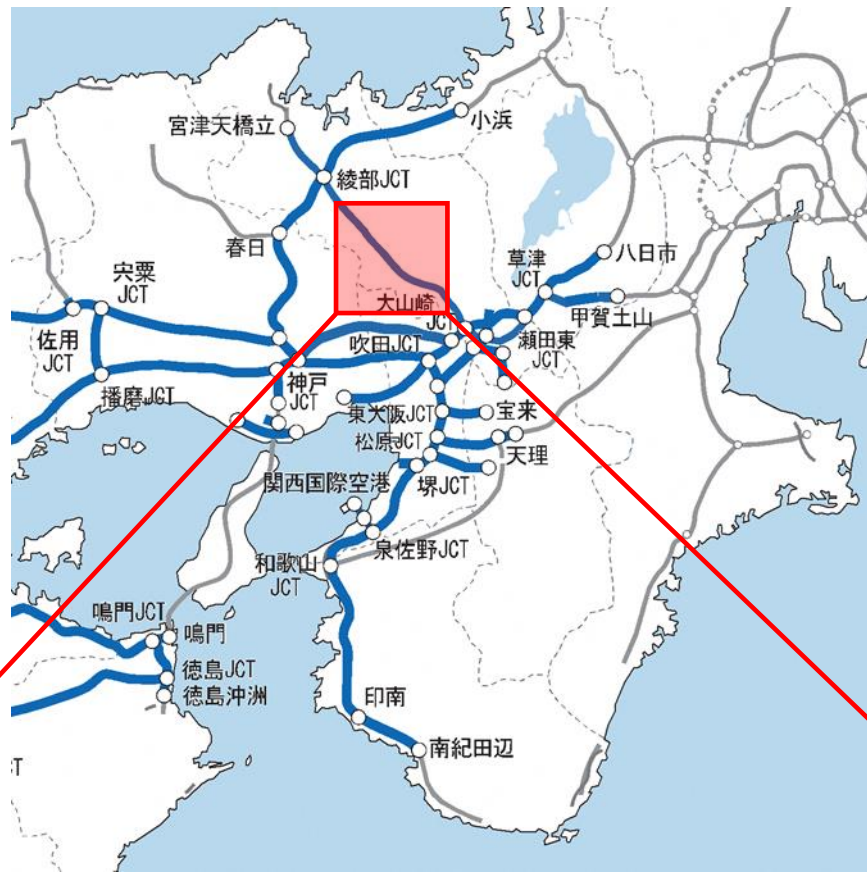 小浜
宮津天橋立
綾部JCT
春日
草津
JCT
八日市
宍粟
JCT
大山崎
JCT
甲賀土山
佐用
JCT
吹田JCT
瀬田東
JCT
播磨JCT
神戸
JCT
東大阪JCT
宝来
松原JCT
天理
関西国際空港
堺JCT
泉佐野JCT
和歌山
JCT
鳴門JCT
鳴門
徳島JCT
徳島沖洲
印南
南紀田辺
CT